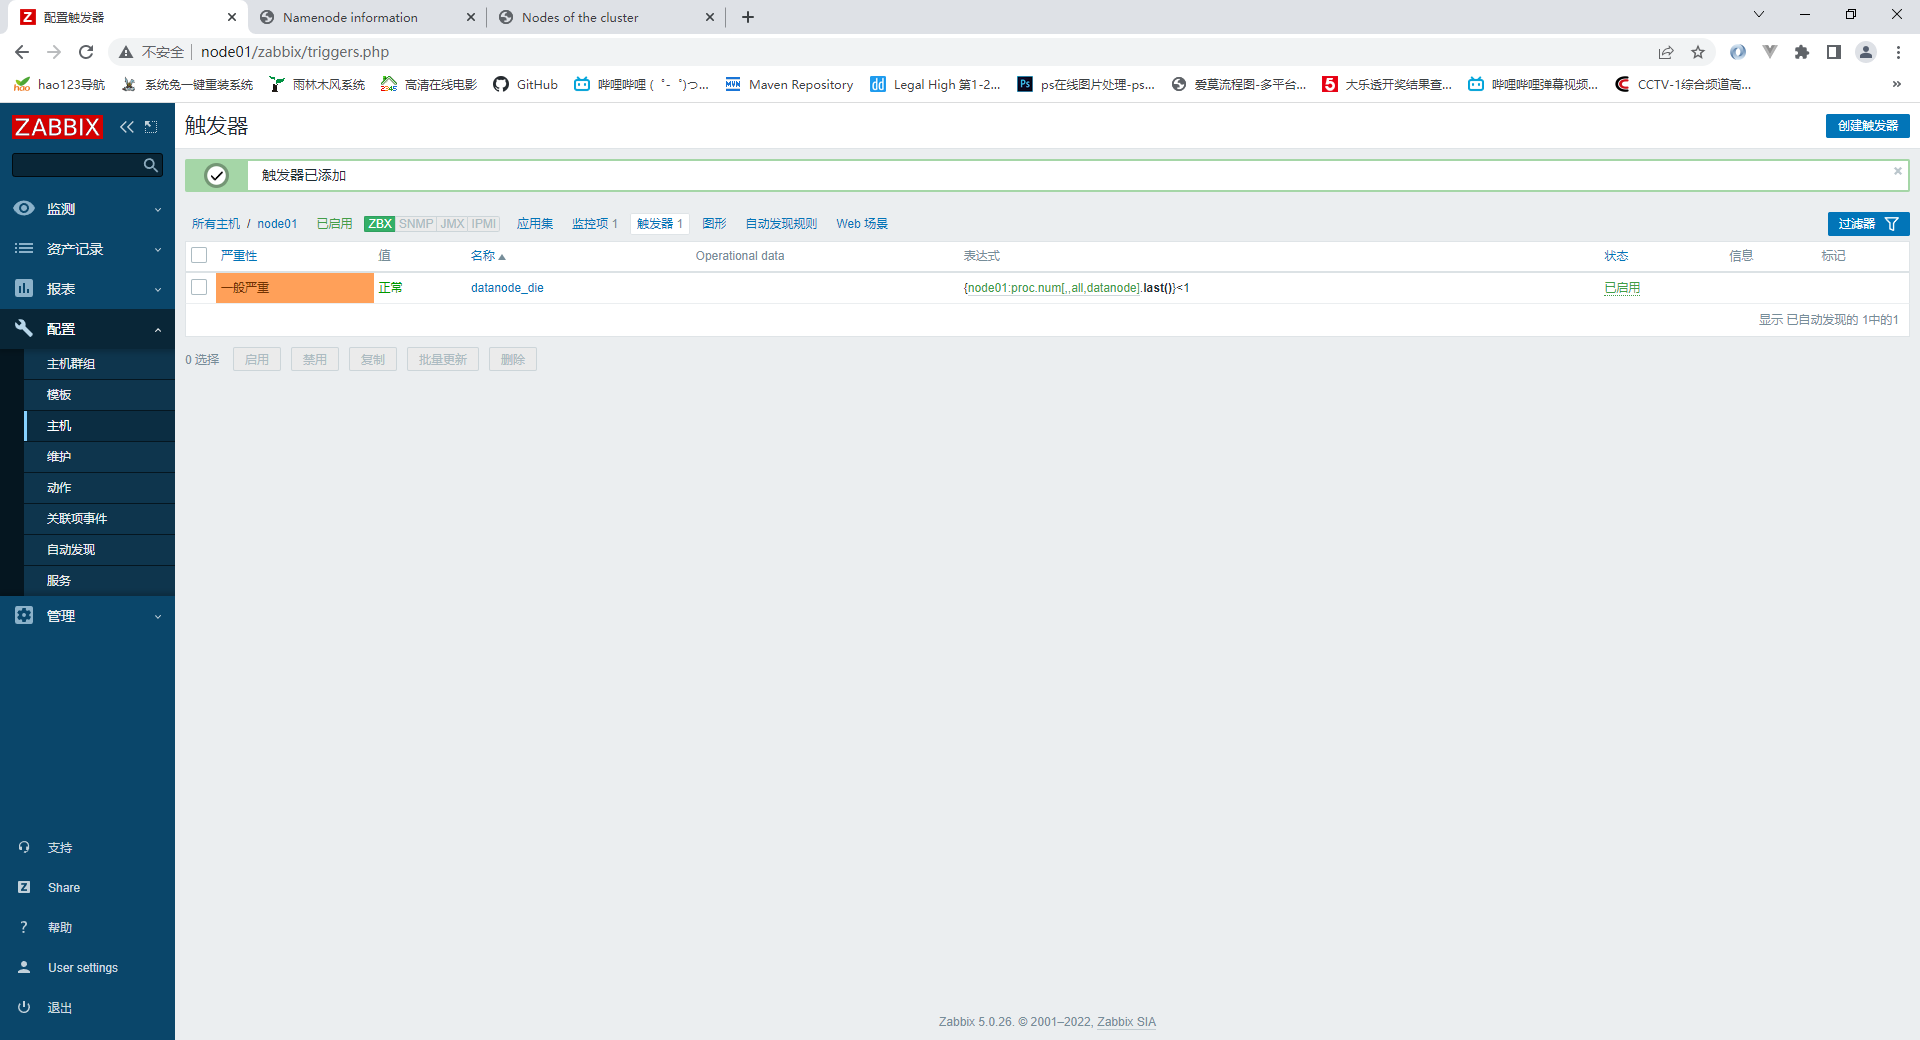 配置触发器
Namenode information
Nodes of the cluster
不安全
node01/zabbix/triggers.php
hao123导航
系统兔一键重装系统
雨林木风系统
高清在线电影
GitHub
哔哩哔哩 (゜-゜)つ...
Maven Repository
Legal High 第1-2...
ps在线图片处理-ps...
爱莫流程图-多平台...
大乐透开奖结果查...
哔哩哔哩弹幕视频...
CCTV-1综合频道高...
ZABBIX
触发器
创建触发器
触发器已添加
监测
所有主机 / node01 已启用 ZBX SNMP JMX IPMI 应用集 监控项 1 触发器 1 图形 自动发现规则 Web 场景
过滤器
资产记录
严重性 值 名称 Operational data 表达式 状态 信息 标记
报表
一般严重 正常 datanode_die {node01:proc.num[,,all,datanode].last()}<1 已启用
显示 已自动发现的 1中的1
配置
0 选择 启用 禁用 复制 批量更新 删除
主机群组
模板
主机
维护
动作
关联项事件
自动发现
服务
管理
支持
Share
帮助
User settings
退出
Zabbix 5.0.26. © 2001–2022, Zabbix SIA